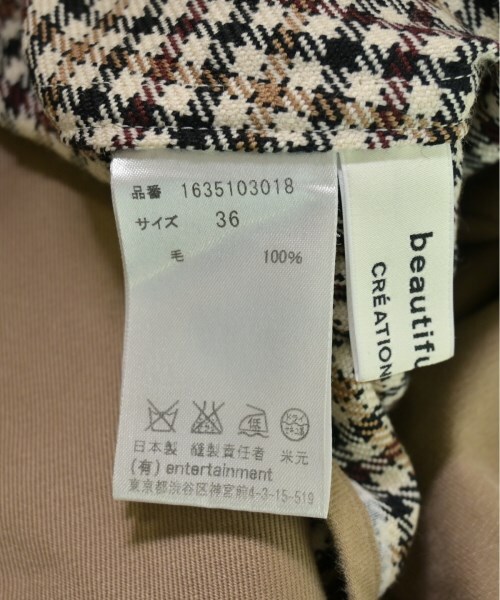 品番 1635103018
サイズ 36
毛 100%
低
ドライ
日本製 縫製責任者 米元
(有) entertainment
東京都渋谷区神宮前4-3-15-519
beautifu
CRÉATION